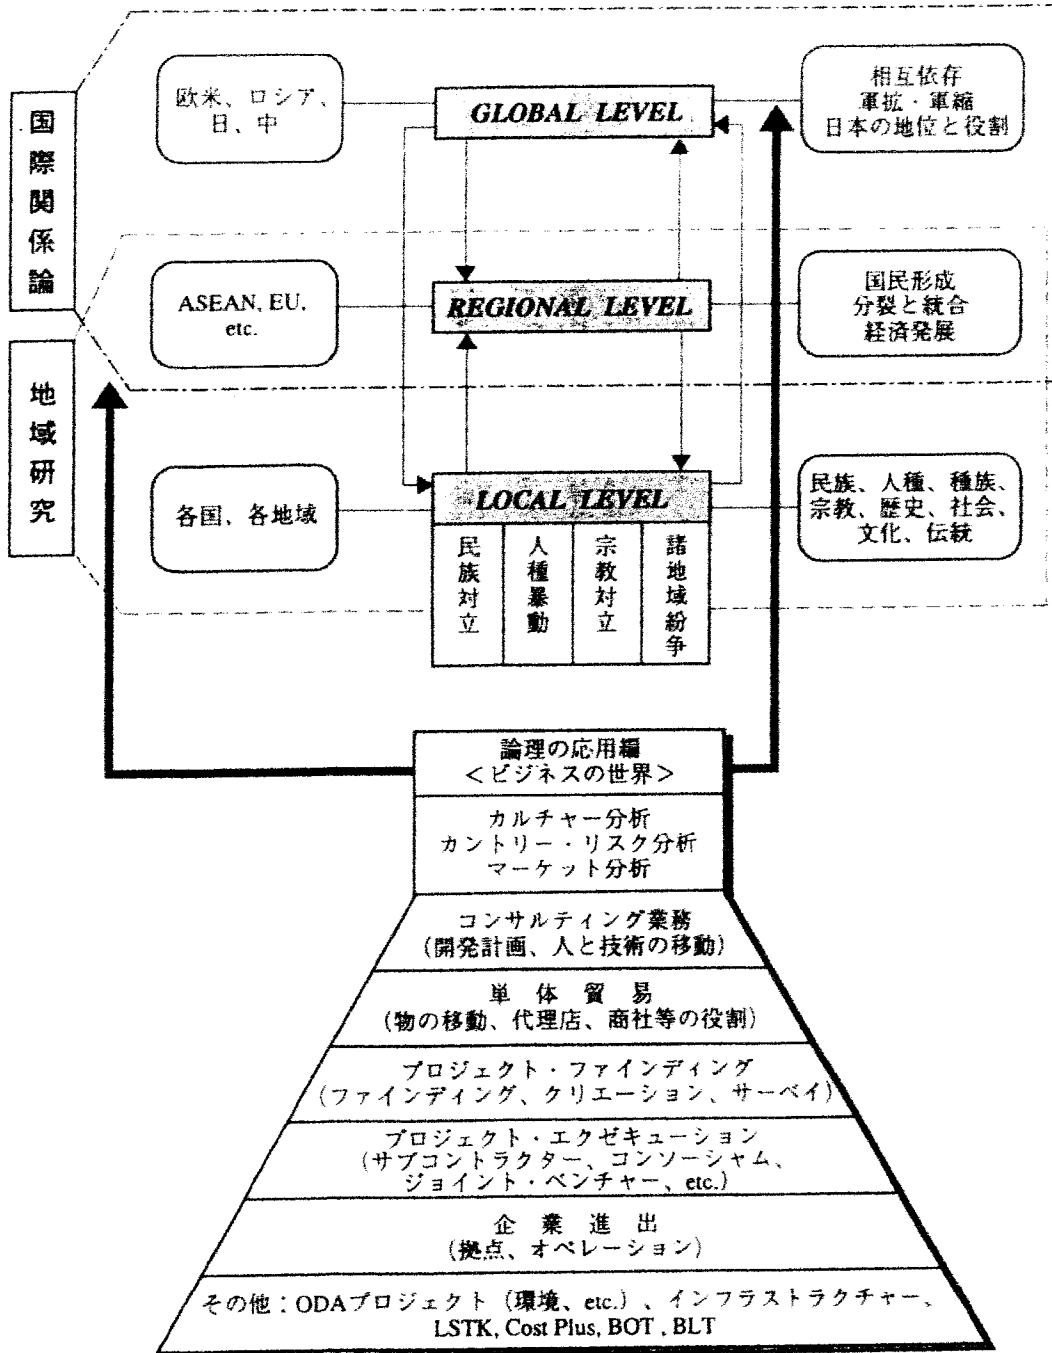 国際関係論
欧米、ロシア、
日、中
GLOBAL LEVEL
相互依存
軍拡・軍縮
日本の地位と役割
ASEAN, EU,
etc.
REGIONAL LEVEL
国民形成
分裂と統合
経済発展
地域研究
各国、各地域
LOCAL LEVEL
民族、人種、種族、
宗教、歴史、社会、
文化、伝統
民族対立
人種暴動
宗教対立
諸地域紛争
論理の応用編
<ビジネスの世界>
カルチャー分析
カントリー・リスク分析
マーケット分析
コンサルティング業務
(開発計画、人と技術の移動)
単体貿易
(物の移動、代理店、商社等の役割)
プロジェクト・ファインディング
(ファインディング、クリエーション、サーベイ)
プロジェクト・エクゼキューション
(サブコントラクター、コンソーシャム、
ジョイント・ベンチャー、etc.)
企業進出
(拠点、オペレーション)
その他：ODAプロジェクト (環境、etc.)、インフラストラクチャー、
LSTK, Cost Plus, BOT , BLT